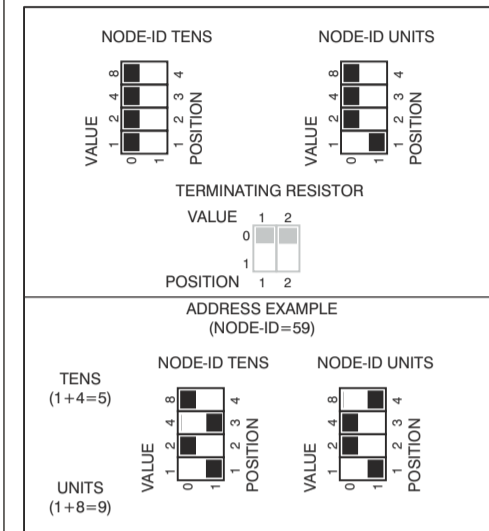 NODE-ID TENS
NODE-ID UNITS
VALUE
8
4
2
1
4
3
2
1
POSITION
0
1
VALUE
8
4
2
1
4
3
2
1
POSITION
0
1
TERMINATING RESISTOR
VALUE 1 2
0
1
POSITION 1 2
ADDRESS EXAMPLE
(NODE-ID=59)
NODE-ID TENS
NODE-ID UNITS
TENS
(1+4=5)
UNITS
(1+8=9)
VALUE
8
4
2
1
4
3
2
1
POSITION
0
1
VALUE
8
4
2
1
4
3
2
1
POSITION
0
1